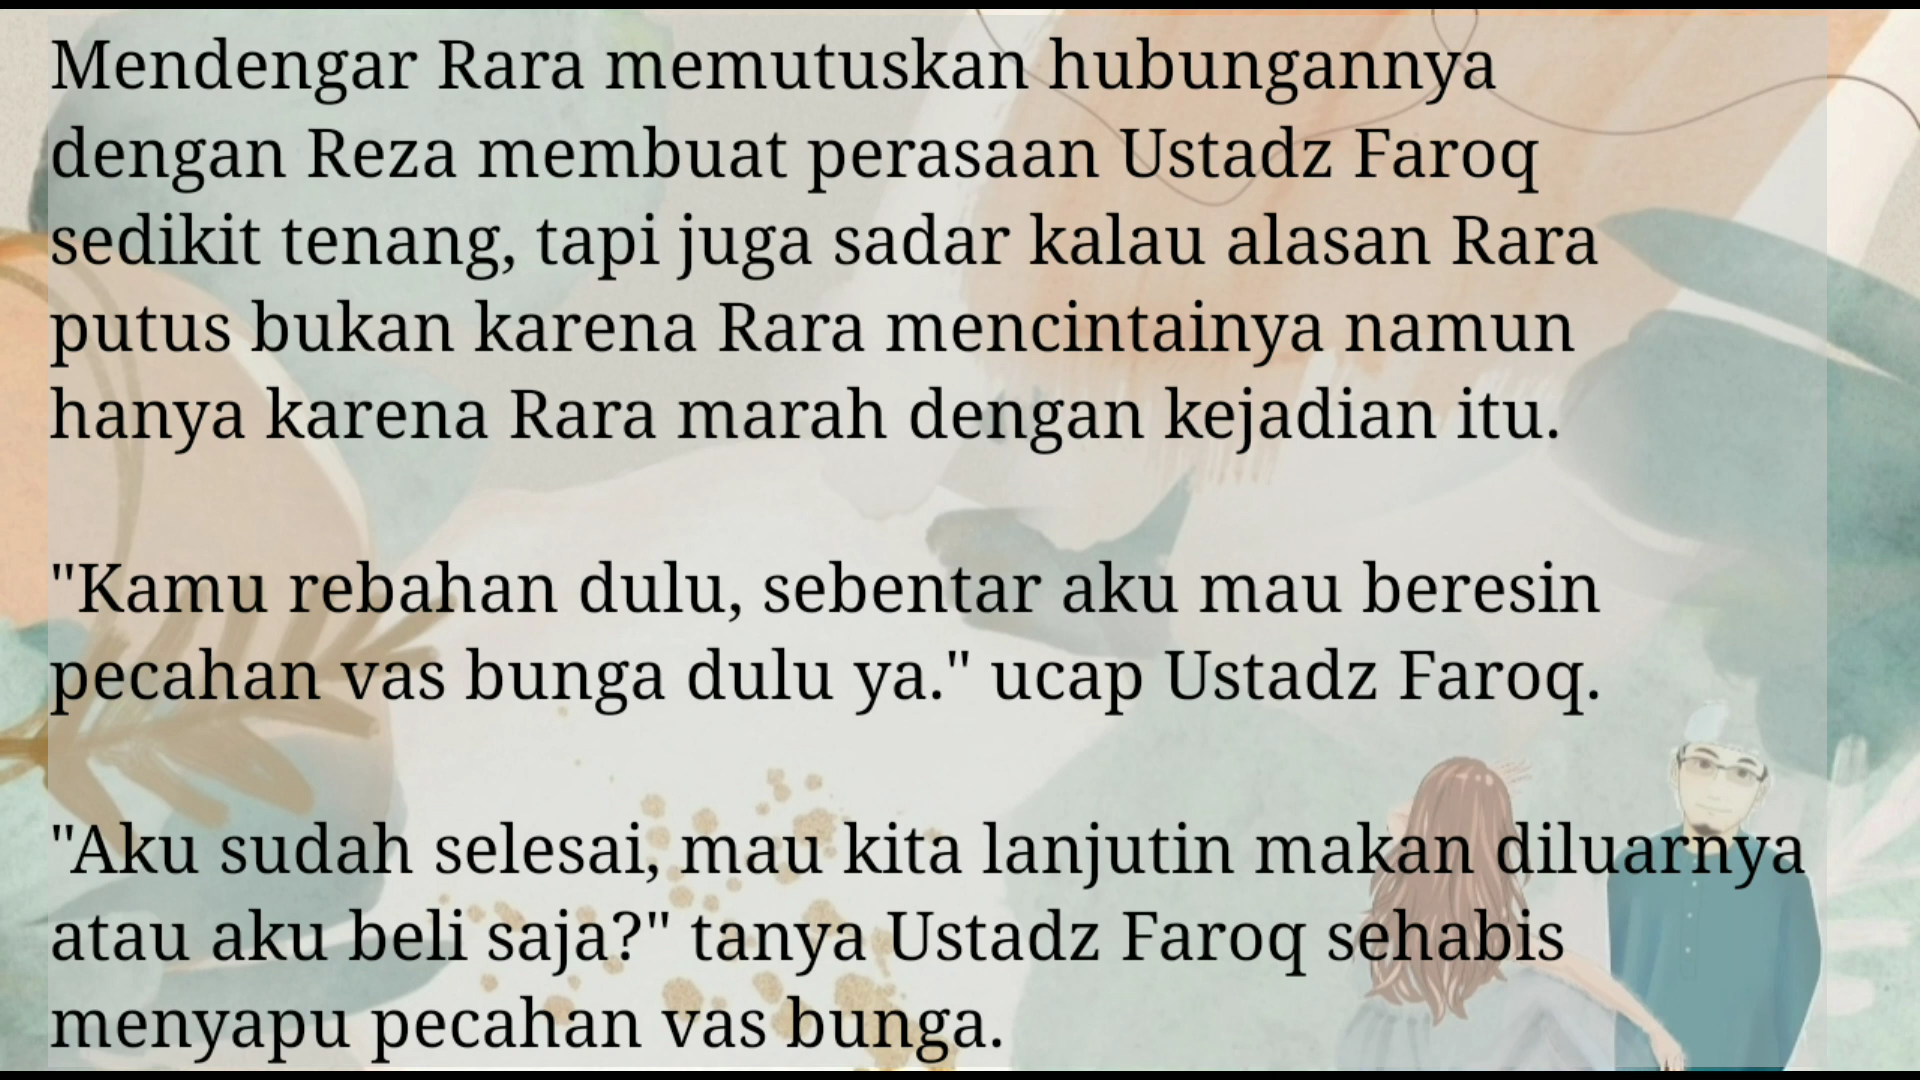 Mendengar Rara memutuskan hubungannya
dengan Reza membuat perasaan Ustadz Faroq
sedikit tenang, tapi juga sadar kalau alasan Rara
putus bukan karena Rara mencintainya namun
hanya karena Rara marah dengan kejadian itu.
"Kamu rebahan dulu, sebentar aku mau beresin
pecahan vas bunga dulu ya." ucap Ustadz Faroq.
"Aku sudah selesai, mau kita lanjutin makan diluarnya
atau aku beli saja?" tanya Ustadz Faroq sehabis
menyapu pecahan vas bunga.